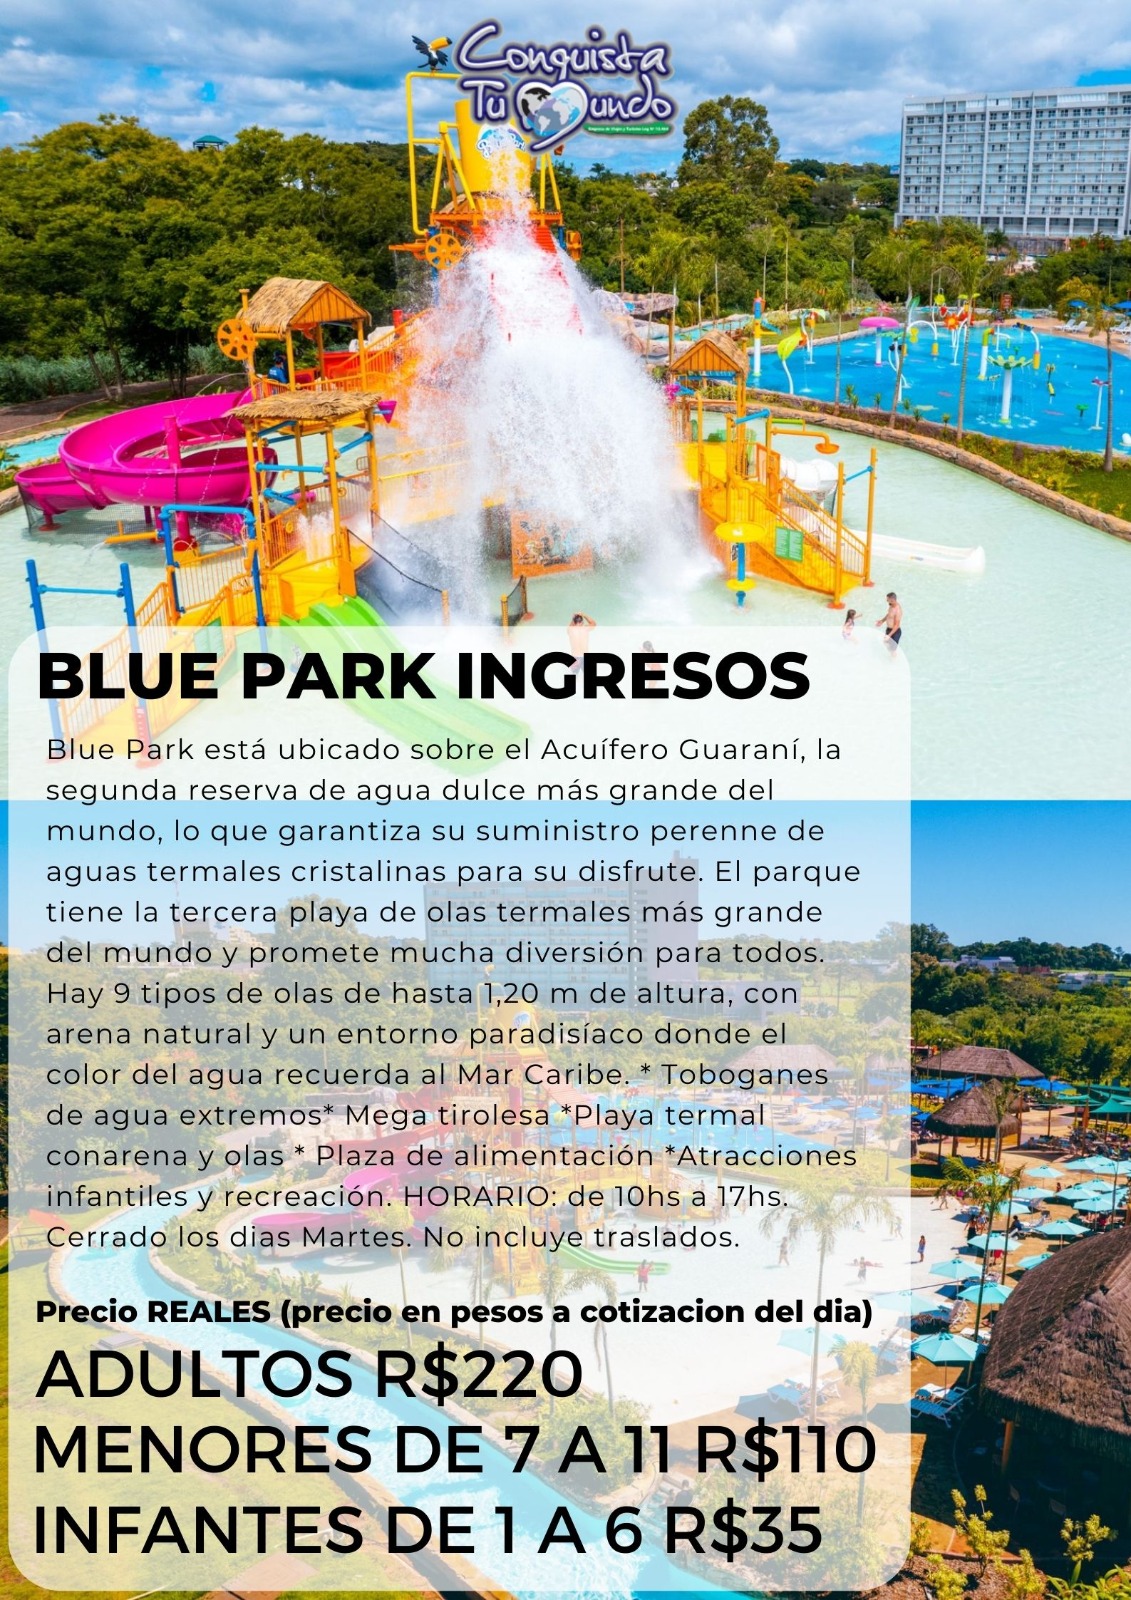 Conquista
Tu Mundo
BLUE PARK INGRESOS
Blue Park está ubicado sobre el Acuífero Guaraní, la
segunda reserva de agua dulce más grande del
mundo, lo que garantiza su suministro perenne de
aguas termales cristalinas para su disfrute. El parque
tiene la tercera playa de olas termales más grande
del mundo y promete mucha diversión para todos.
Hay 9 tipos de olas de hasta 1,20 m de altura, con
arena natural y un entorno paradisíaco donde el
color del agua recuerda al Mar Caribe. * Toboganes
de agua extremos* Mega tirolesa *Playa termal
conarena y olas * Plaza de alimentación *Atracciones
infantiles y recreación. HORARIO: de 10hs a 17hs.
Cerrado los dias Martes. No incluye traslados.
Precio REALES (precio en pesos a cotizacion del dia)
ADULTOS R$220
MENORES DE 7 A 11 R$110
INFANTES DE 1 A 6 R$35